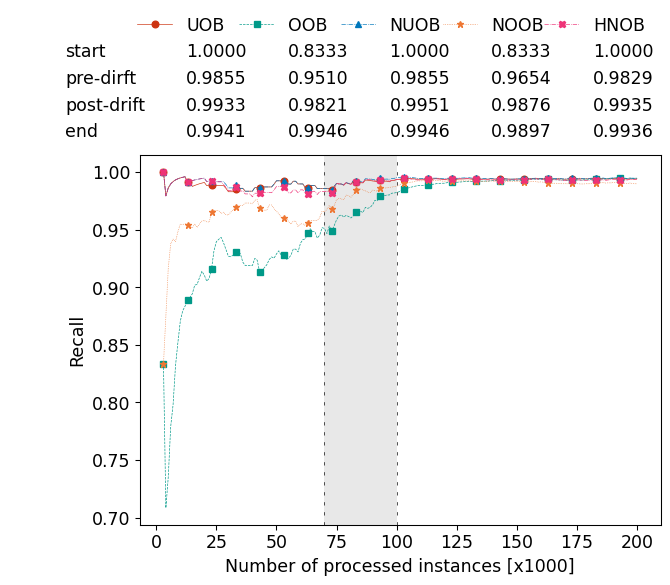 UOB OOB NUOB NOOB HNOB
start 1.0000 0.8333 1.0000 0.8333 1.0000
pre-dirft 0.9855 0.9510 0.9855 0.9654 0.9829
post-drift 0.9933 0.9821 0.9951 0.9876 0.9935
end 0.9941 0.9946 0.9946 0.9897 0.9936
1.00
0.95
0.90
0.85
0.80
0.75
0.70
Recall
0 25 50 75 100 125 150 175 200
Number of processed instances [x1000]